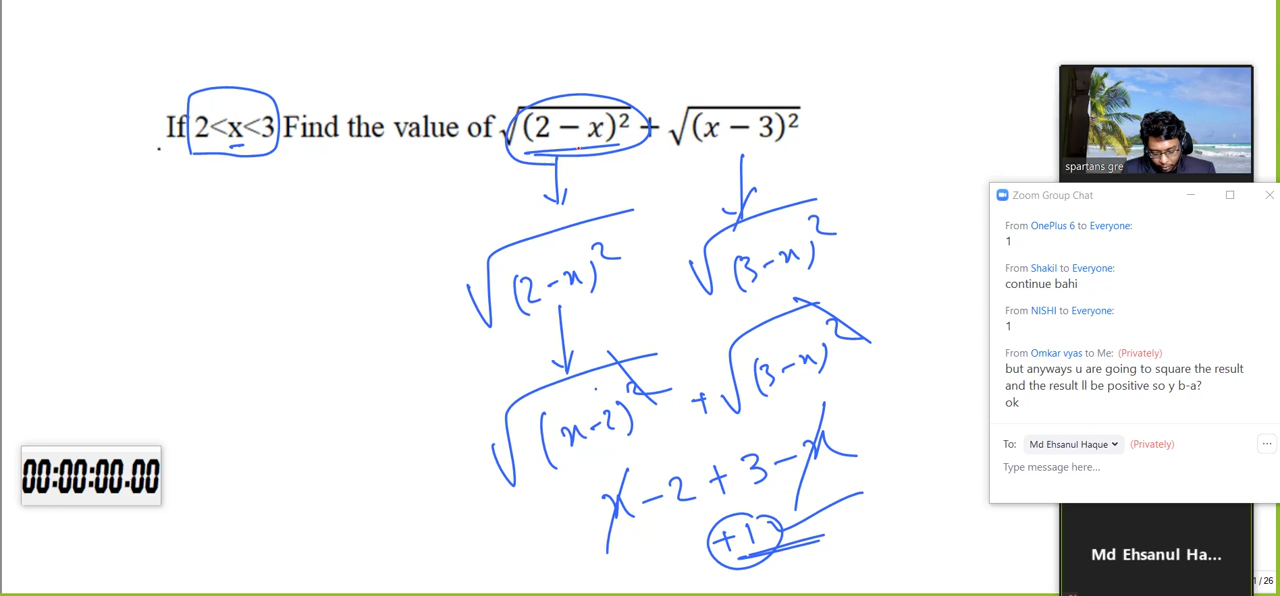 If 2<x<3 Find the value of √(2 − x)² + √(x − 3)²
√(2-x)² √(3-x)²
√(x-2)² + √(3-x)²
x - 2 + 3 - x
+1
00:00:00.00
spartans gre
Zoom Group Chat
From OnePlus 6 to Everyone:
1
From Shakil to Everyone:
continue bahi
From NISHI to Everyone:
1
From Omkar vyas to Me: (Privately)
but anyways u are going to square the result
and the result ll be positive so y b-a?
ok
To: Md Ehsanul Haque (Privately)
Type message here...
Md Ehsanul Ha...
1 / 26